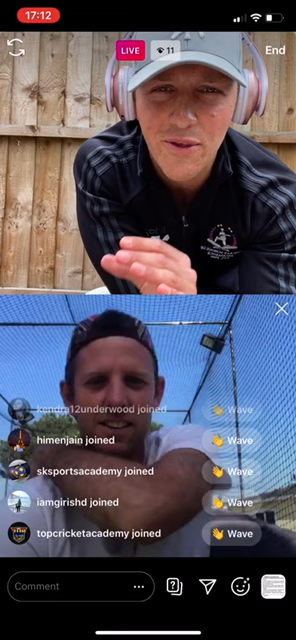 17:12
LIVE 11
End
kendra12underwood joined
Wave
himenjain joined
Wave
sksportsacademy joined
Wave
iamgirishd joined
Wave
topcricketacademy joined
Wave
Comment